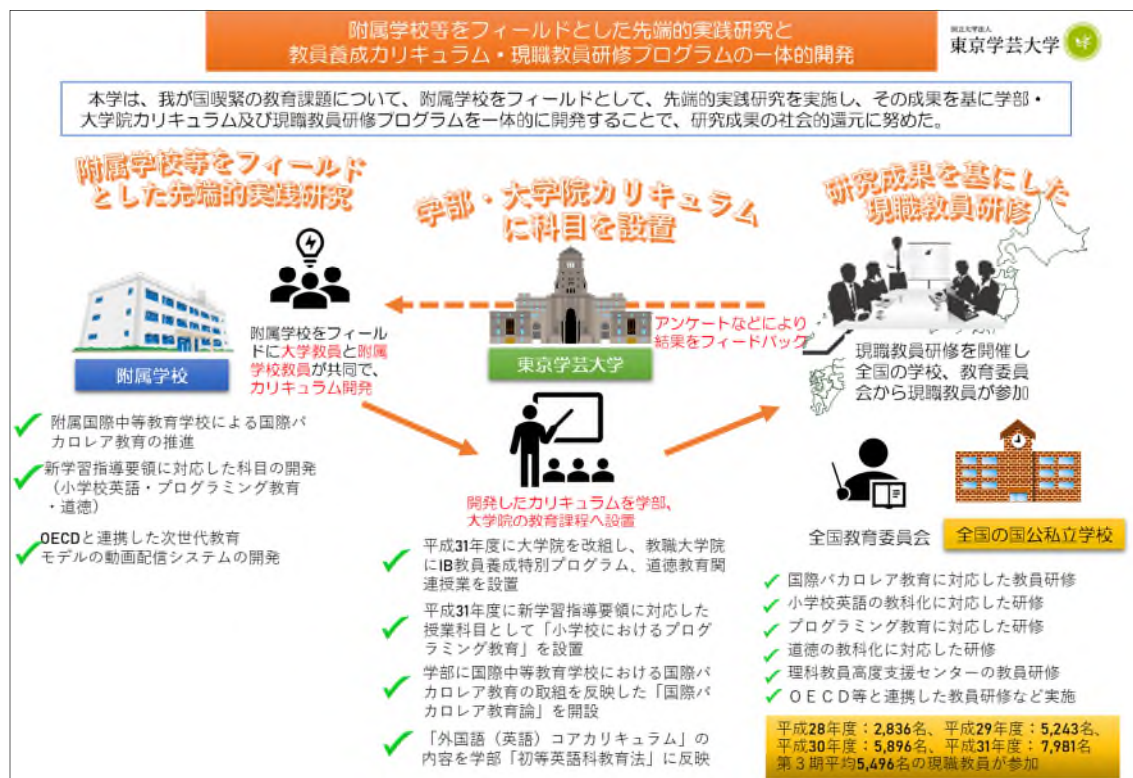 附属学校等をフィールドとした先端的実践研究と
教員養成カリキュラム・現職教員研修プログラムの一体的開発
国立大学法人
東京学芸大学
本学は、我が国喫緊の教育課題について、附属学校をフィールドとして、先端的実践研究を実施し、その成果を基に学部・
大学院カリキュラム及び現職教員研修プログラムを一体的に開発することで、研究成果の社会的還元に努めた。
附属学校等をフィールド
とした先端的実践研究
附属学校をフィール
ドに大学教員と附属
学校教員が共同で、
カリキュラム開発
附属学校
附属国際中等教育学校による国際バ
カロレア教育の推進
新学習指導要領に対応した科目の開発
（小学校英語・プログラミング教育
・道徳）
OECDと連携した次世代教育
モデルの動画配信システムの開発
学部・大学院カリキュラム
に科目を設置
東京学芸大学
アンケートなどにより
結果をフィードバック
開発したカリキュラムを学部、
大学院の教育課程へ設置
平成31年度に大学院を改組し、教職大学院
にIB教員養成特別プログラム、道徳教育関
連授業を設置
平成31年度に新学習指導要領に対応した
授業科目として「小学校におけるプログ
ラミング教育」を設置
学部に国際中等教育学校における国際バ
カロレア教育の取組を反映した「国際バ
カロレア教育論」を開設
「外国語（英語）コアカリキュラム」の
内容を学部「初等英語科教育法」に反映
研究成果を基にした
現職教員研修
現職教員研修を開催し
全国の学校、教育委員
会から現職教員が参加
全国教育委員会
全国の国公私立学校
国際バカロレア教育に対応した教員研修
小学校英語の教科化に対応した研修
プログラミング教育に対応した研修
道徳の教科化に対応した研修
理科教員高度支援センターの教員研修
ＯＥＣＤ等と連携した教員研修など実施
平成28年度：2,836名、平成29年度：5,243名、
平成30年度：5,896名、平成31年度：7,981名
第３期平均5,496名の現職教員が参加